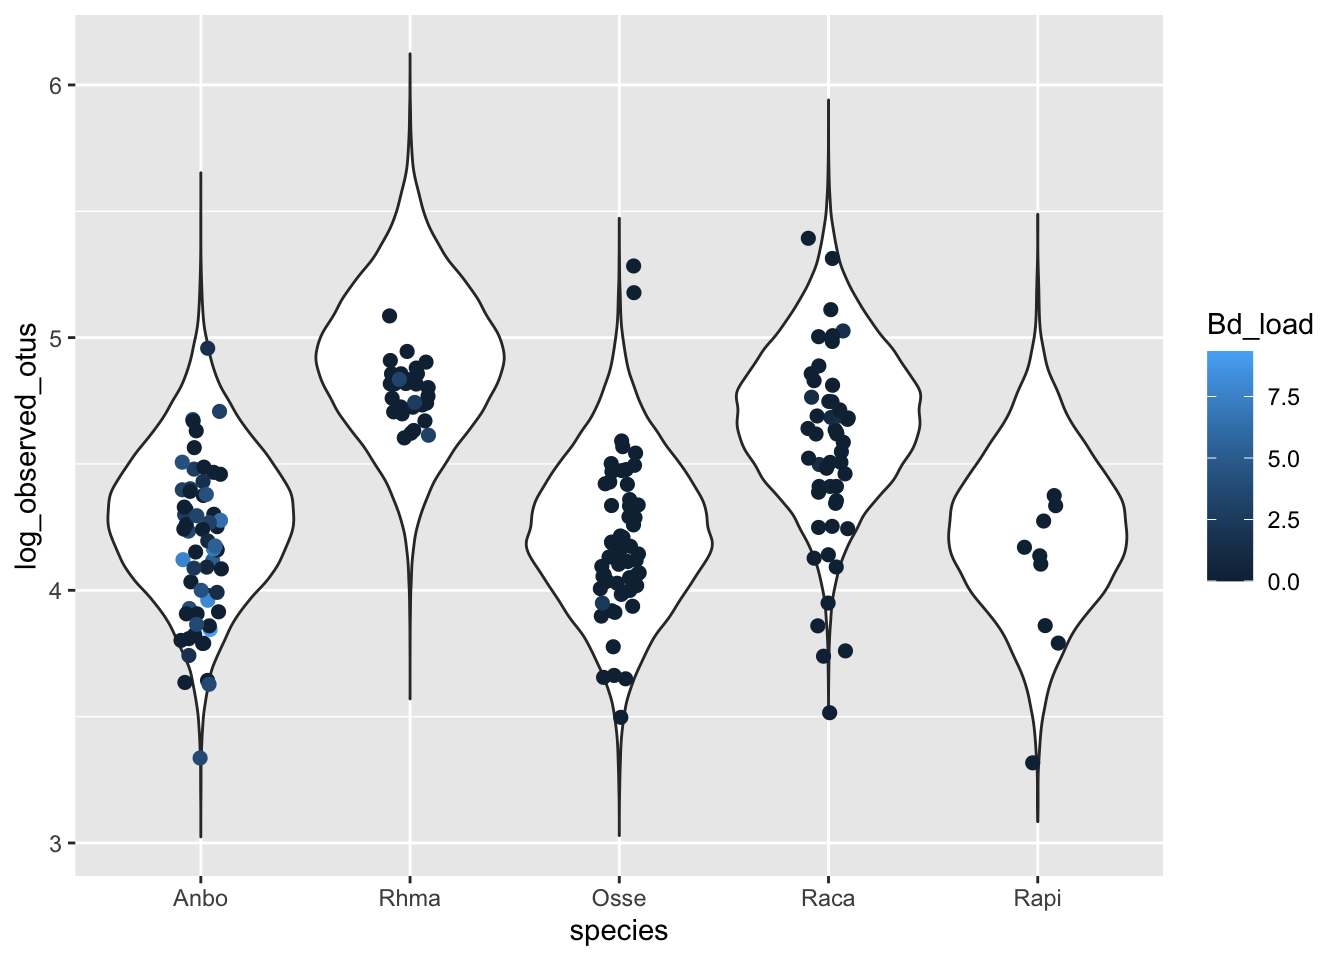 log_observed_otus
6
5
4
3
Anbo Rhma Osse Raca Rapi
species
Bd_load
7.5
5.0
2.5
0.0